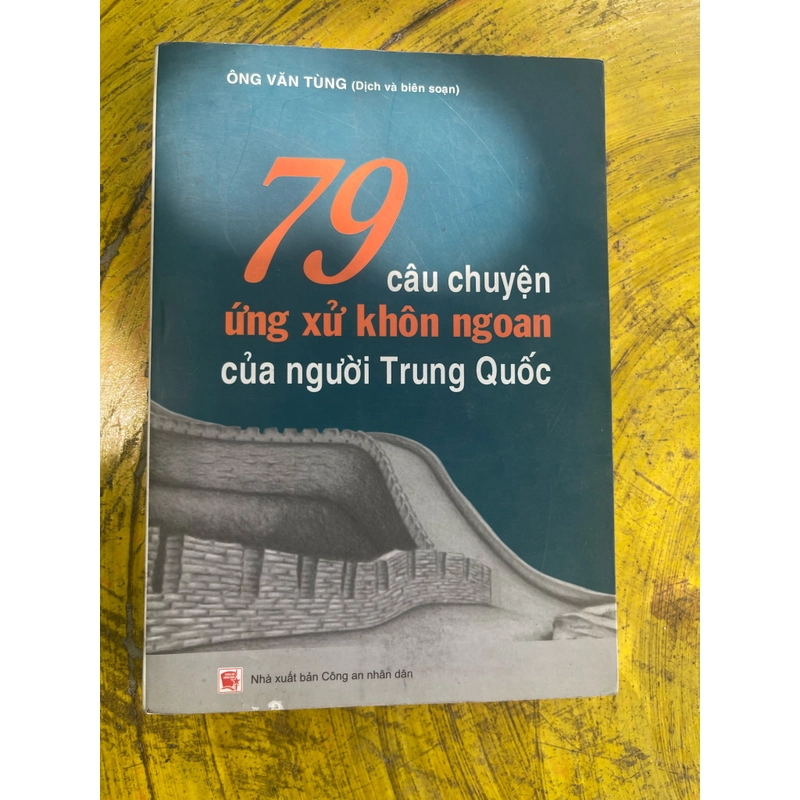 ÔNG VĂN TÙNG (Dịch và biên soạn)
79
câu chuyện
ứng xử khôn ngoan
của người Trung Quốc
Nhà xuất bản Công an nhân dân